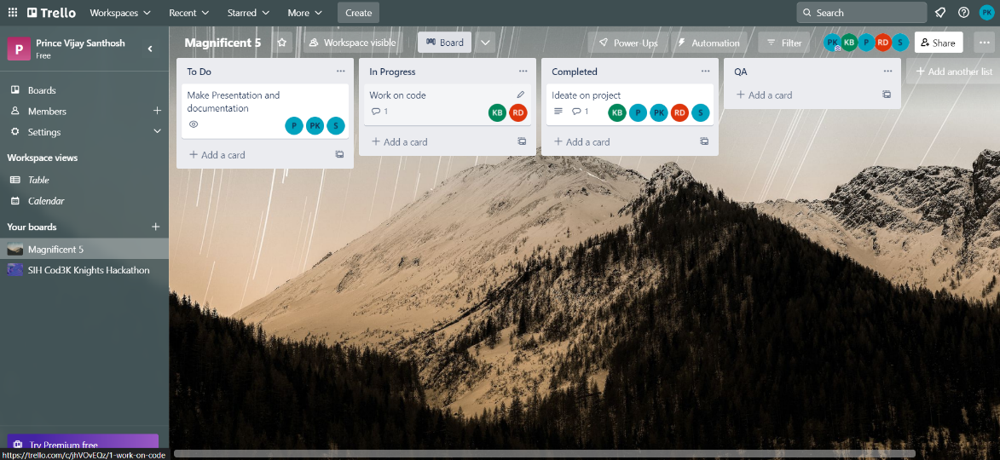 Trello
Workspaces
Recent
Starred
More
Create
Search
PK
P
Prince Vijay Santhosh
Free
Boards
Members
Settings
Workspace views
Table
Calendar
Your boards
Magnificent 5
SIH Cod3K Knights Hackathon
Try Premium free
https://trello.com/c/jhVOvEQz/1-work-on-code
Magnificent 5
Workspace visible
Board
Power-Ups
Automation
Filter
PK KB P RD S
Share
To Do
Make Presentation and
documentation
P PK S
+ Add a card
In Progress
Work on code
1
KB RD
+ Add a card
Completed
Ideate on project
1
KB P PK RD S
+ Add a card
QA
+ Add a card
+ Add another list